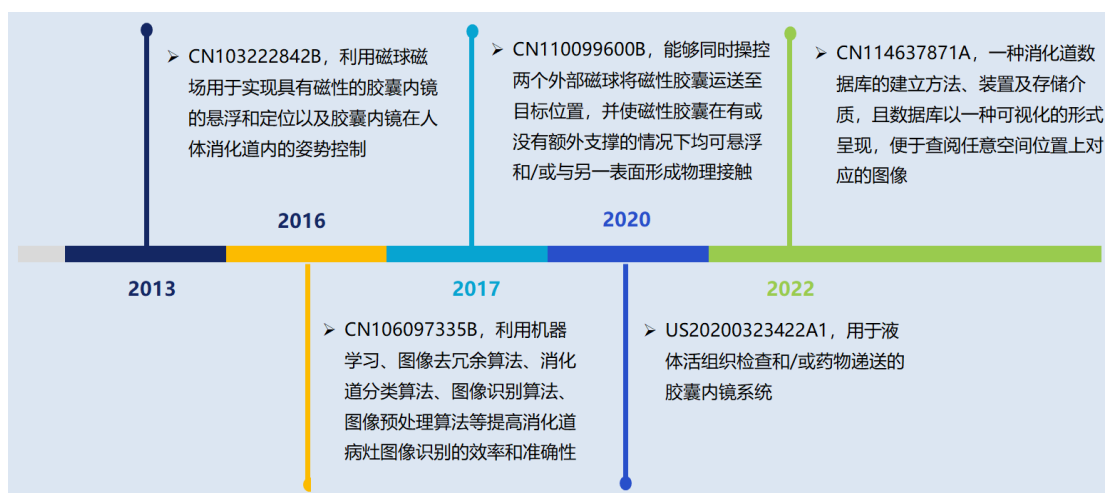 ➢ CN103222842B，利用磁球磁
场用于实现具有磁性的胶囊内镜
的悬浮和定位以及胶囊内镜在人
体消化道内的姿势控制
➢ CN110099600B，能够同时操控
两个外部磁球将磁性胶囊运送至
目标位置，并使磁性胶囊在有或
没有额外支撑的情况下均可悬浮
和/或与另一表面形成物理接触
➢ CN114637871A，一种消化道数
据库的建立方法、装置及存储介
质，且数据库以一种可视化的形式
呈现，便于查阅任意空间位置上对
应的图像
2016
2020
2013
2017
2022
➢ CN106097335B，利用机器
学习、图像去冗余算法、消化
道分类算法、图像识别算法、
图像预处理算法等提高消化道
病灶图像识别的效率和准确性
➢ US20200323422A1，用于液
体活组织检查和/或药物递送的
胶囊内镜系统